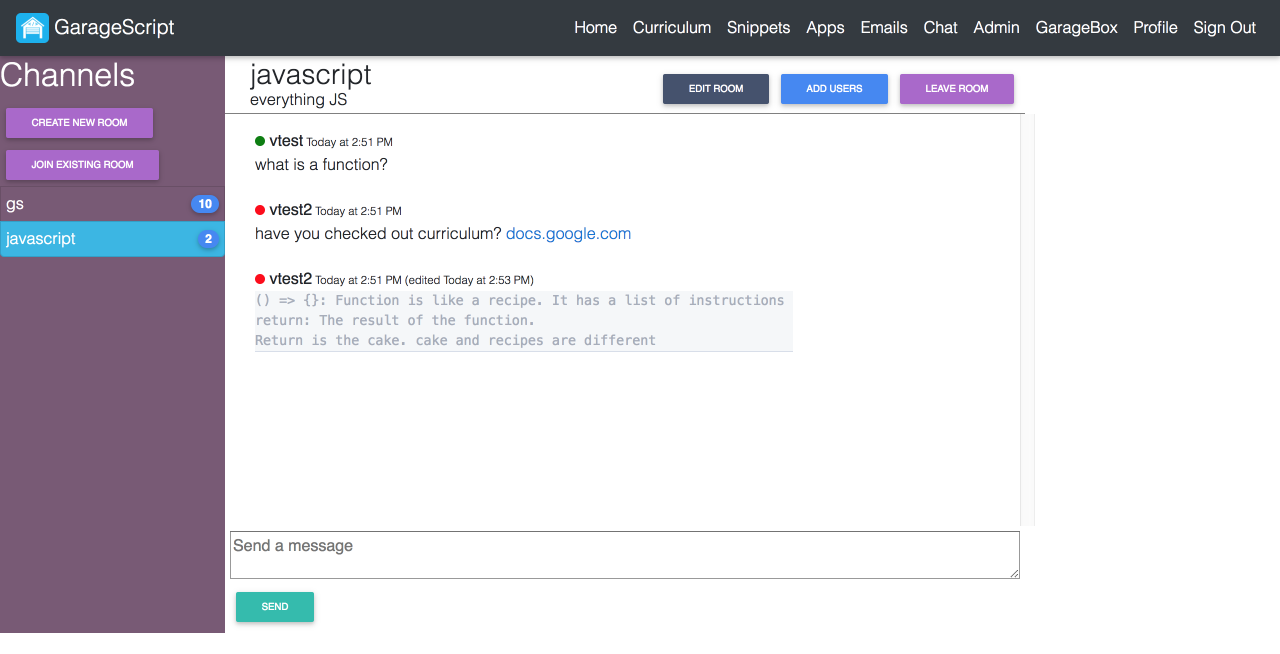 GarageScript
Home Curriculum Snippets Apps Emails Chat Admin GarageBox Profile Sign Out
Channels
CREATE NEW ROOM
JOIN EXISTING ROOM
gs 10
javascript 2
javascript
everything JS
EDIT ROOM ADD USERS LEAVE ROOM
vtest Today at 2:51 PM
what is a function?
vtest2 Today at 2:51 PM
have you checked out curriculum? docs.google.com
vtest2 Today at 2:51 PM (edited Today at 2:53 PM)
() => {}: Function is like a recipe. It has a list of instructions
return: The result of the function.
Return is the cake. cake and recipes are different
Send a message
SEND